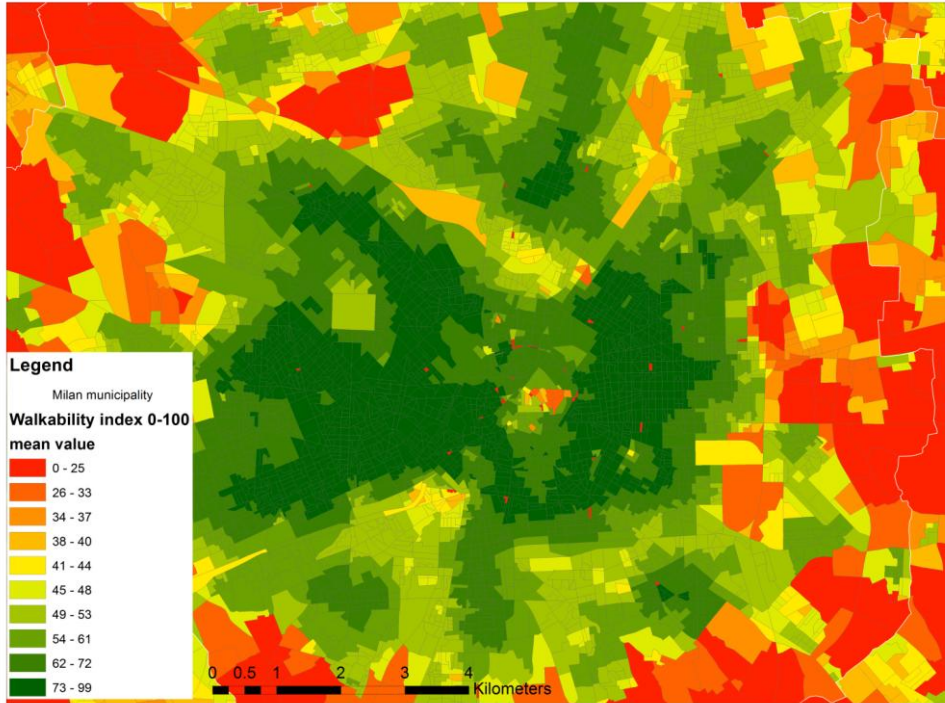 Legend
Milan municipality
Walkability index 0-100
mean value
0 - 25
26 - 33
34 - 37
38 - 40
41 - 44
45 - 48
49 - 53
54 - 61
62 - 72
73 - 99
0 0.5 1 2 3 4
Kilometers